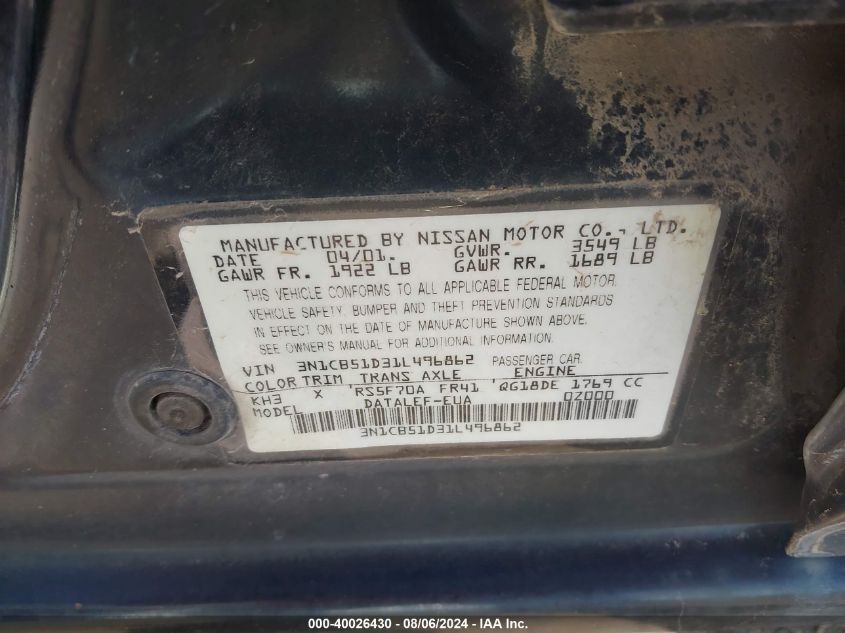 MANUFACTURED BY NISSAN MOTOR CO., LTD.
DATE 04/01. GVWR. 3549 LB
GAWR FR. 1922 LB GAWR RR. 1689 LB
THIS VEHICLE CONFORMS TO ALL APPLICABLE FEDERAL MOTOR
VEHICLE SAFETY, BUMPER AND THEFT PREVENTION STANDARDS
IN EFFECT ON THE DATE OF MANUFACTURE SHOWN ABOVE.
SEE OWNER'S MANUAL FOR ADDITIONAL INFORMATION.
VIN 3N1CB51D31L496862 PASSENGER CAR.
COLOR TRIM TRANS AXLE ENGINE
KH3 X RS5F70A FR41 QG18DE 1769 CC
MODEL DATALEF-EUA 0Z000
3N1CB51D31L496862
000-40026430 - 08/06/2024 - IAA Inc.